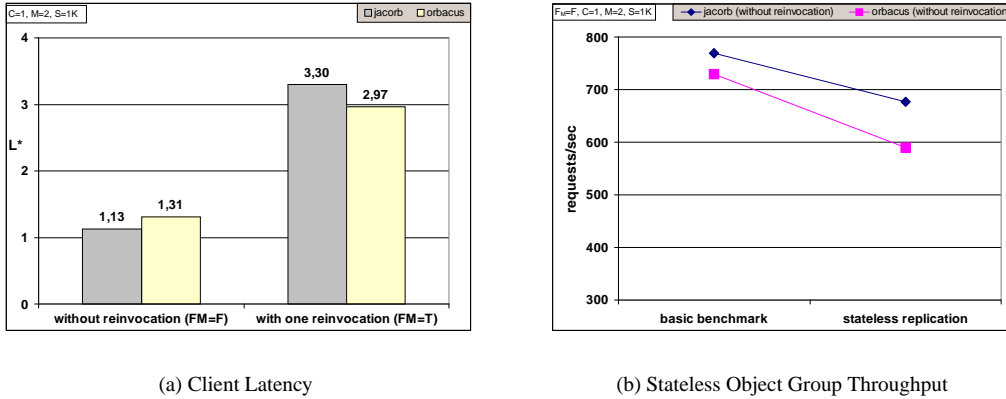 C=1, M=2, S=1K
jacorb orbacus
4
3
L*
2
1
0
3,30
2,97
1,13
1,31
without reinvocation (FM=F) with one reinvocation (FM=T)
(a) Client Latency
FM=F, C=1, M=2, S=1K
jacorb (without reinvocation) orbacus (without reinvocation
800
700
600
500
400
300
requests/sec
basic benchmark stateless replication
(b) Stateless Object Group Throughput